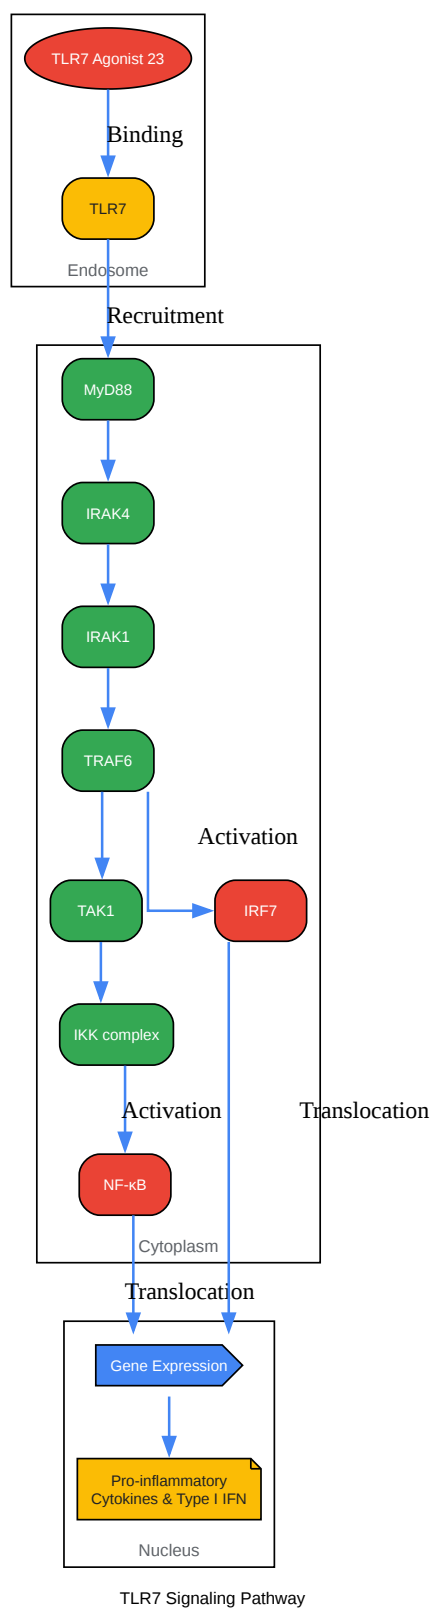 TLR7 Agonist 23
Binding
TLR7
Endosome
Recruitment
MyD88
IRAK4
IRAK1
TRAF6
Activation
TAK1
IRF7
IKK complex
Activation
Translocation
NF-κB
Cytoplasm
Translocation
Gene Expression
Pro-inflammatory
Cytokines & Type I IFN
Nucleus
TLR7 Signaling Pathway